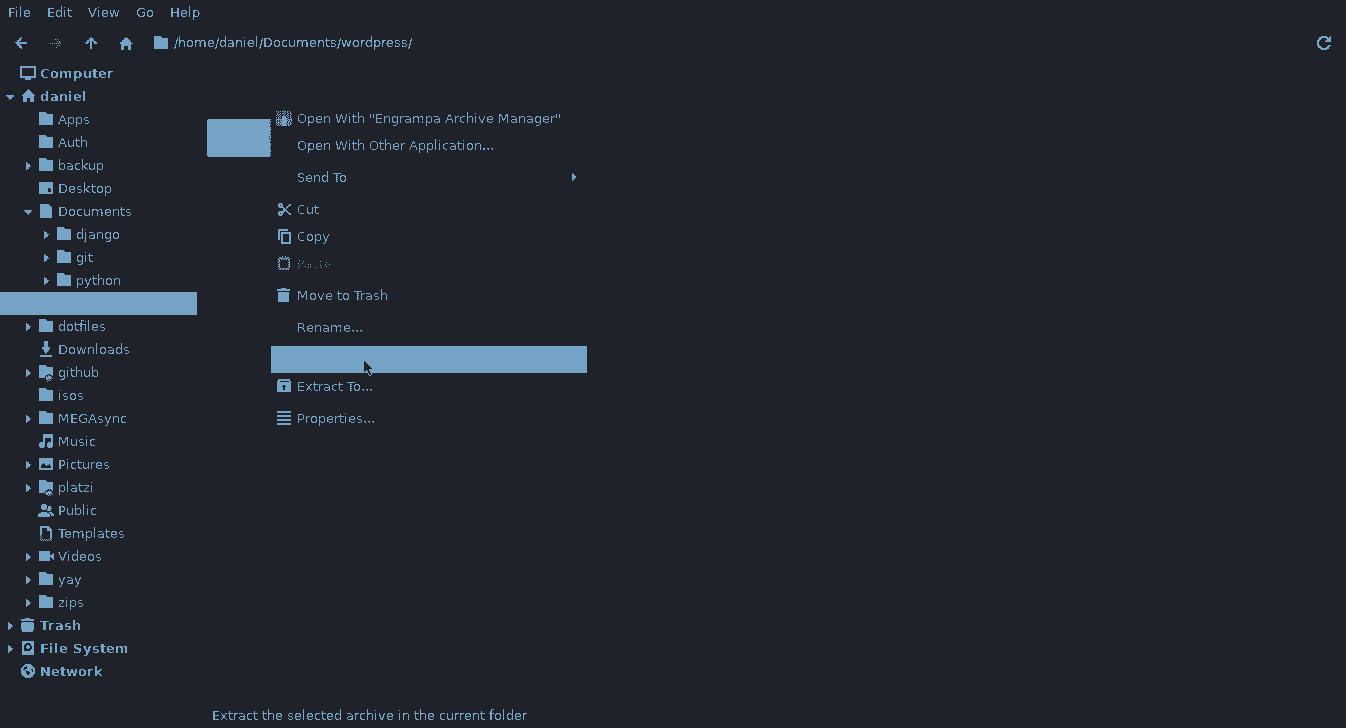 File Edit View Go Help
/home/daniel/Documents/wordpress/
Computer
daniel
Apps
Auth
backup
Desktop
Documents
django
git
python
dotfiles
Downloads
github
isos
MEGAsync
Music
Pictures
platzi
Public
Templates
Videos
yay
zips
Trash
File System
Network
Open With "Engrampa Archive Manager"
Open With Other Application...
Send To
Cut
Copy
Move to Trash
Rename...
Extract To...
Properties...
Extract the selected archive in the current folder